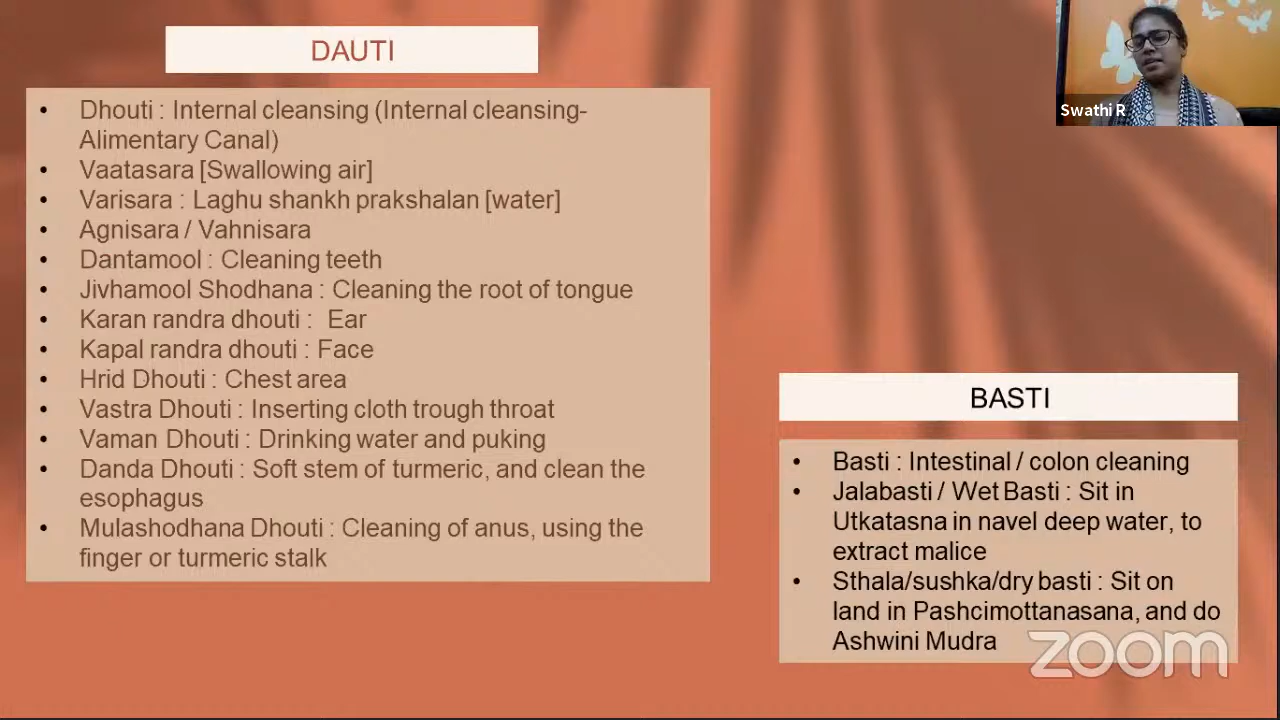 DAUTI
• Dhouti : Internal cleansing (Internal cleansing-
Alimentary Canal)
• Vaatasara [Swallowing air]
• Varisara : Laghu shankh prakshalan [water]
• Agnisara / Vahnisara
• Dantamool : Cleaning teeth
• Jivhamool Shodhana : Cleaning the root of tongue
• Karan randra dhouti : Ear
• Kapal randra dhouti : Face
• Hrid Dhouti : Chest area
• Vastra Dhouti : Inserting cloth trough throat
• Vaman Dhouti : Drinking water and puking
• Danda Dhouti : Soft stem of turmeric, and clean the
esophagus
• Mulashodhana Dhouti : Cleaning of anus, using the
finger or turmeric stalk
BASTI
• Basti : Intestinal / colon cleaning
• Jalabasti / Wet Basti : Sit in
Utkatasna in navel deep water, to
extract malice
• Sthala/sushka/dry basti : Sit on
land in Pashcimottanasana, and do
Ashwini Mudra
Swathi R
zoom